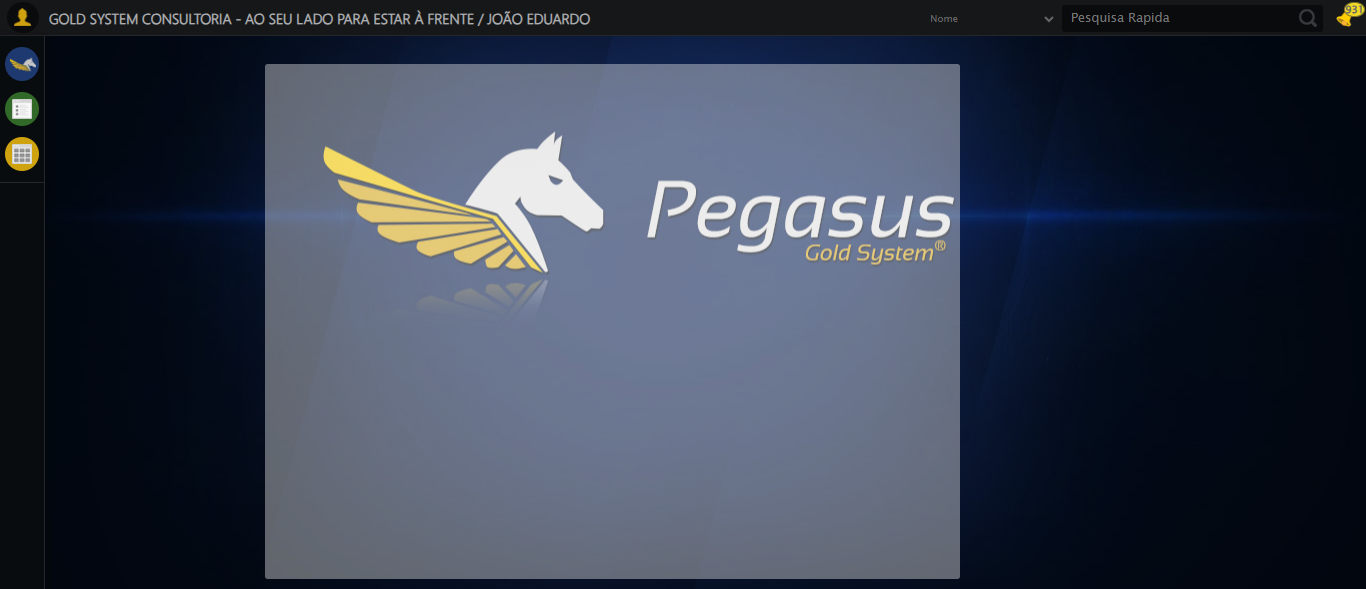 GOLD SYSTEM CONSULTORIA - AO SEU LADO PARA ESTAR À FRENTE / JOÃO EDUARDO
Nome
Pesquisa Rapida
931
Pegasus
Gold System®